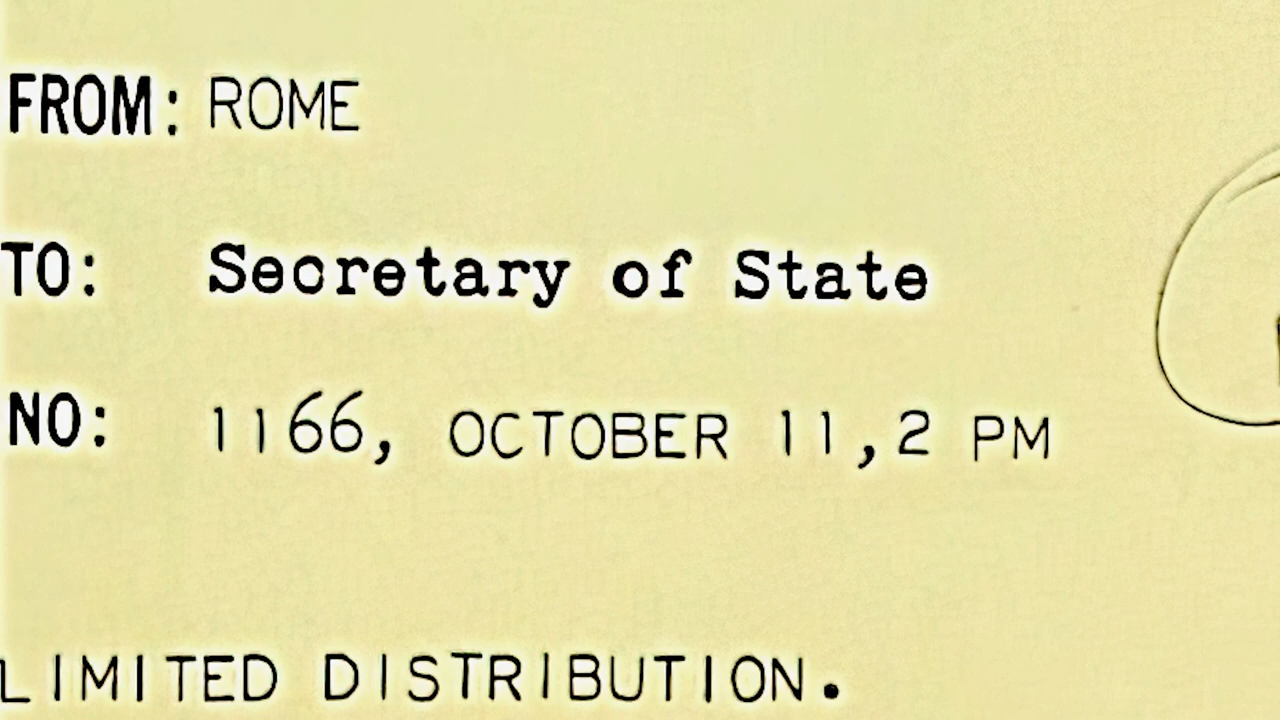 FROM: ROME
TO: Secretary of State
NO: 1166, OCTOBER 11,2 PM
LIMITED DISTRIBUTION.